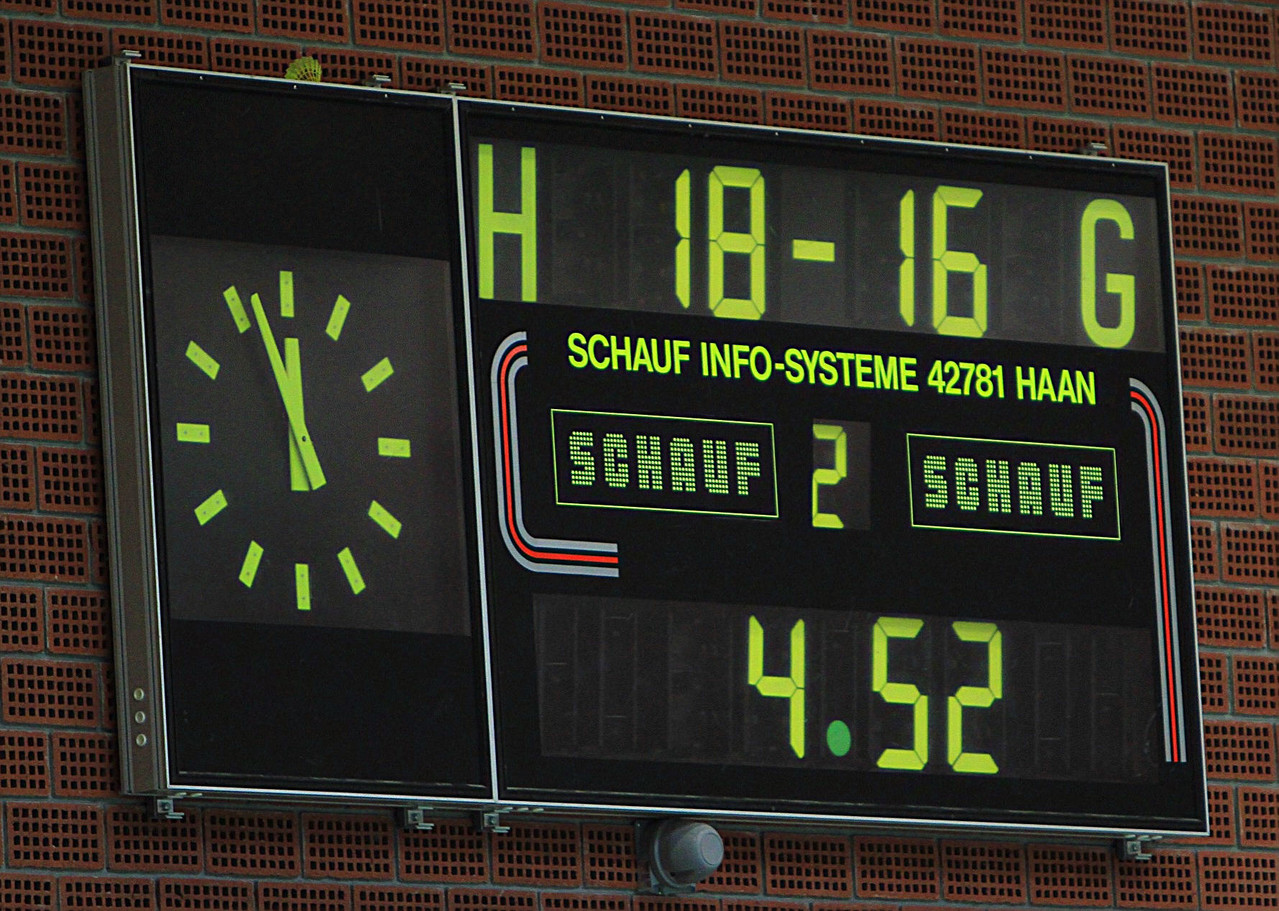 H 18-16 G
SCHAUF INFO-SYSTEME 42781 HAAN
SCHAUF 2 SCHAUF
4.52